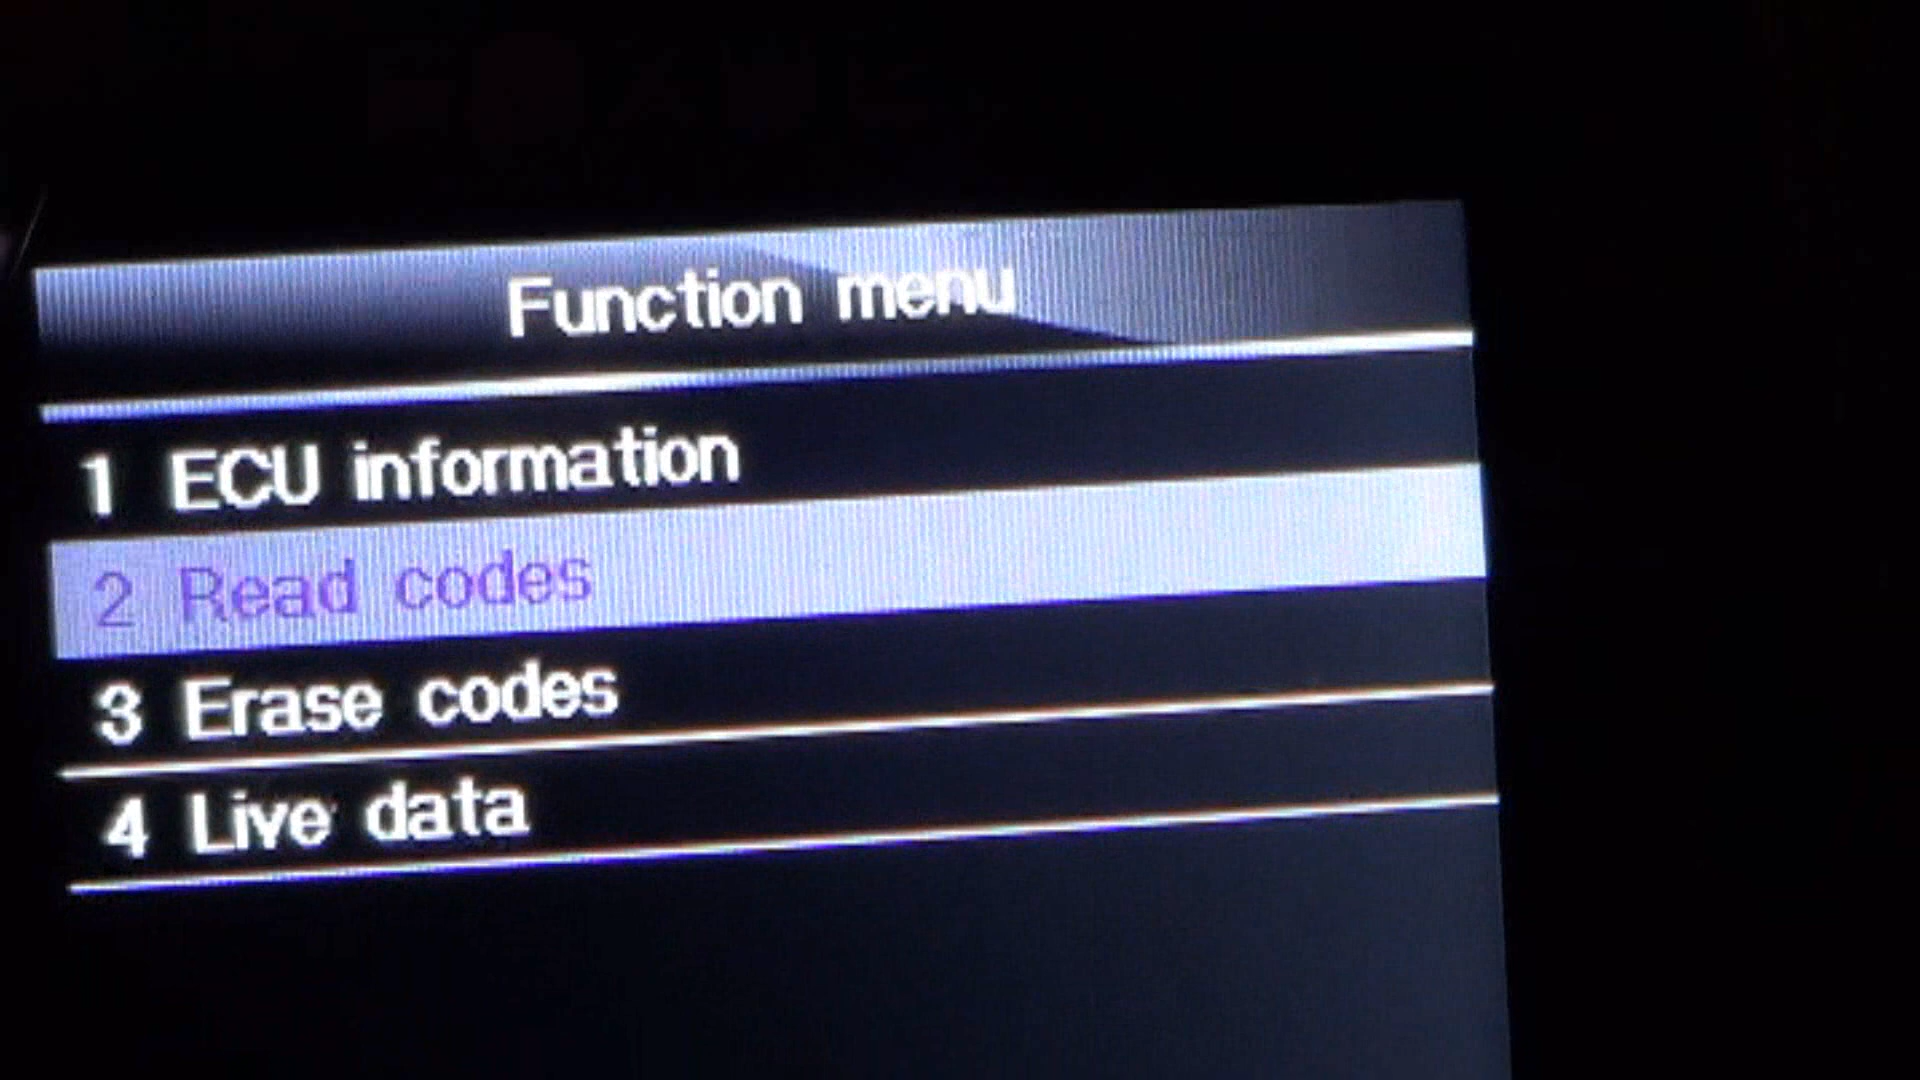 Function menu
1 ECU information
2 Read codes
3 Erase codes
4 Live data